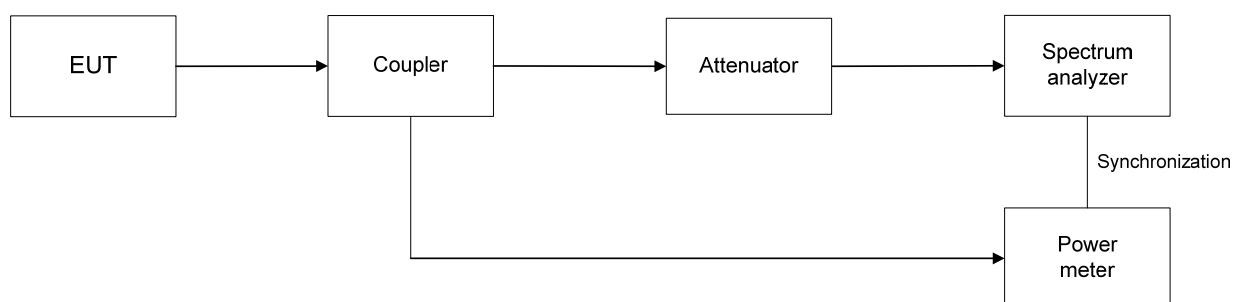 EUT
Coupler
Attenuator
Spectrum
analyzer
Synchronization
Power
meter